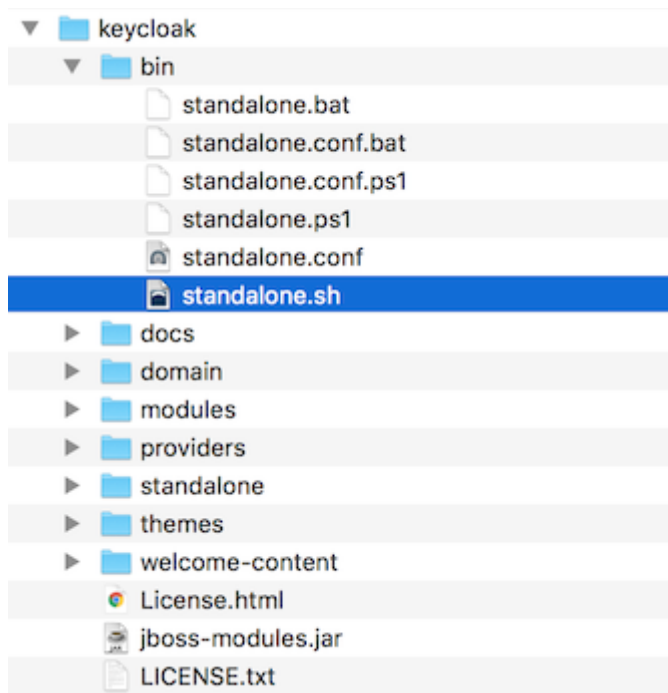 keycloak
bin
standalone.bat
standalone.conf.bat
standalone.conf.ps1
standalone.ps1
standalone.conf
standalone.sh
docs
domain
modules
providers
standalone
themes
welcome-content
License.html
jboss-modules.jar
LICENSE.txt